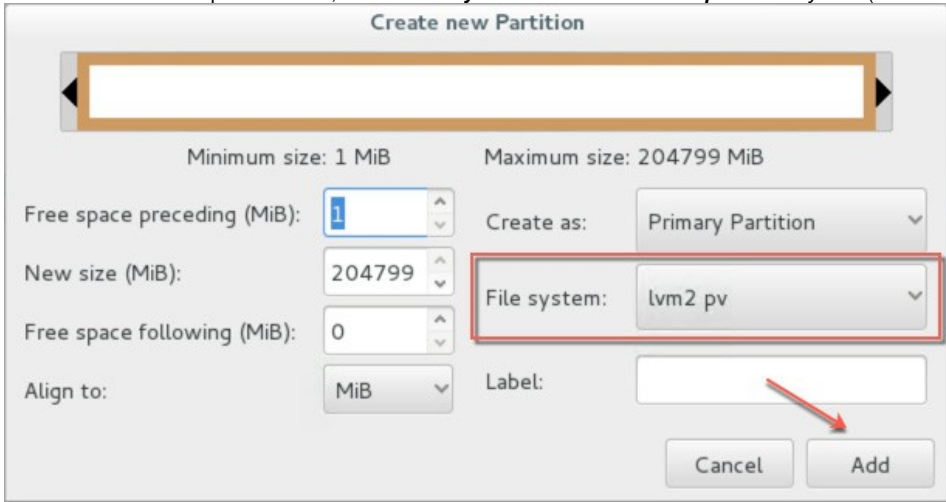 Create new Partition
Minimum size: 1 MiB Maximum size: 204799 MiB
Free space preceding (MiB): 1 Create as: Primary Partition
New size (MiB): 204799 File system: lvm2 pv
Free space following (MiB): 0
Align to: MiB Label:
Cancel Add